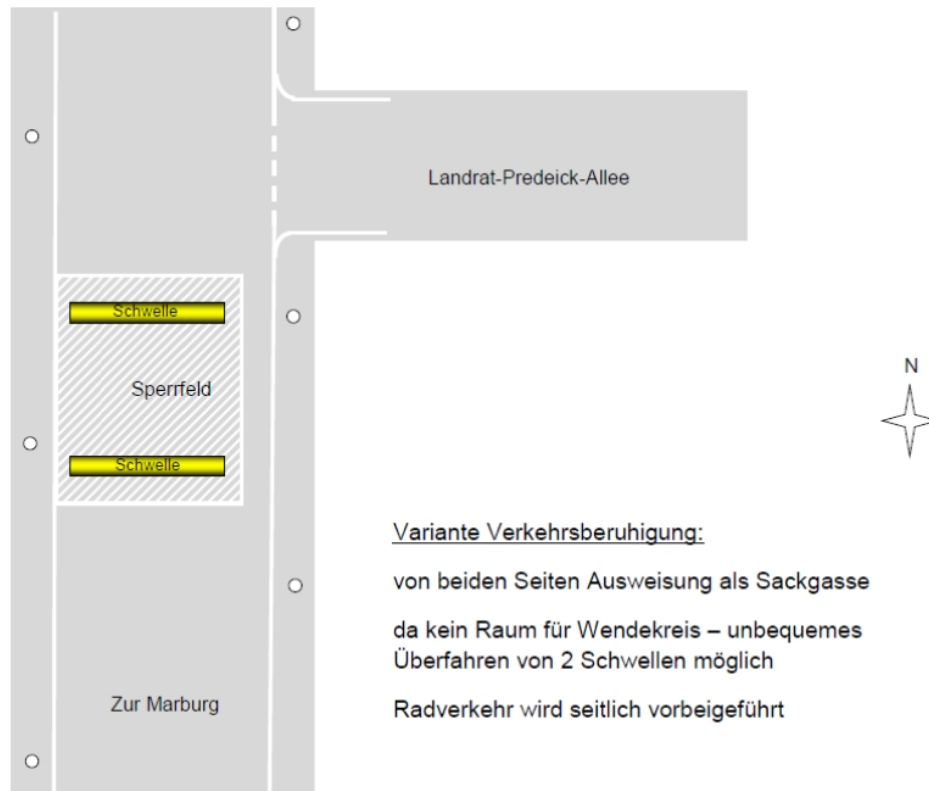 Landrat-Predeick-Allee
Schwelle
Sperrfeld
N
Schwelle
Variante Verkehrsberuhigung:
von beiden Seiten Ausweisung als Sackgasse
da kein Raum für Wendekreis – unbequemes
Überfahren von 2 Schwellen möglich
Zur Marburg
Radverkehr wird seitlich vorbeigeführt